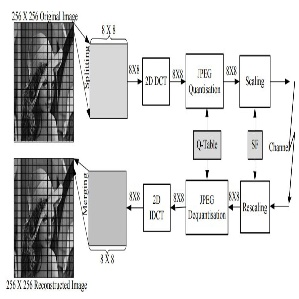 256 X 256 Original Image
Splitting
8 X 8
8X8
2D DCT
8X8
JPEG
Quantisation
8X8
Scaling
Q-Table
SF
Channel
Merging
8 X 8
8X8
2D
IDCT
8X8
JPEG
Dequantisation
8X8
Rescaling
256 X 256 Reconstructed Image